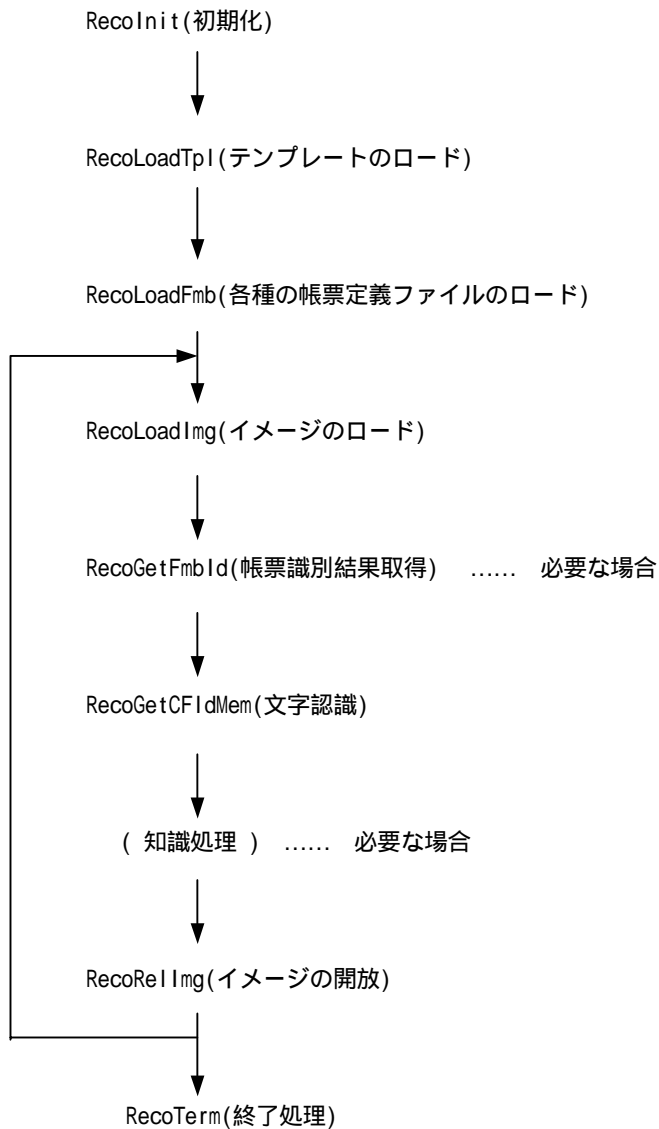 RecoInit(初期化)
RecoLoadTpl(テンプレートのロード)
RecoLoadFmb(各種の帳票定義ファイルのロード)
RecoLoadImg(イメージのロード)
RecoGetFmbId(帳票識別結果取得) …… 必要な場合
RecoGetCFldMem(文字認識)
( 知識処理 ) …… 必要な場合
RecoRelImg(イメージの開放)
RecoTerm(終了処理)